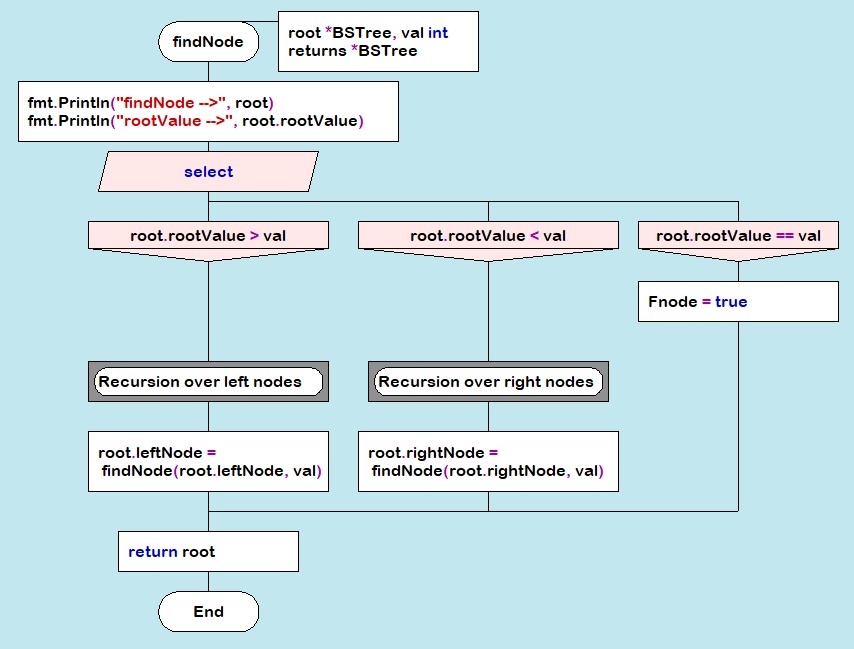 findNode
root *BSTree, val int
returns *BSTree
fmt.Println("findNode -->", root)
fmt.Println("rootValue -->", root.rootValue)
select
root.rootValue > val
root.rootValue < val
root.rootValue == val
Fnode = true
Recursion over left nodes
Recursion over right nodes
root.leftNode =
findNode(root.leftNode, val)
root.rightNode =
findNode(root.rightNode, val)
return root
End